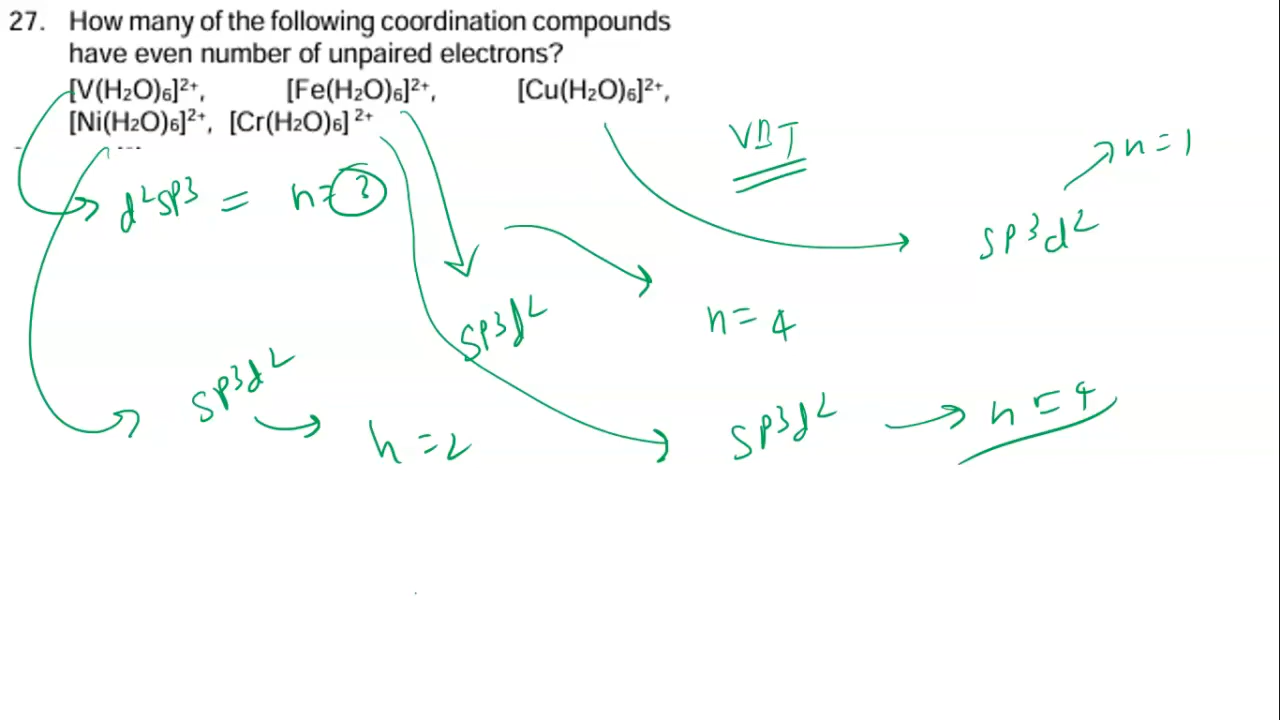 27. How many of the following coordination compounds
have even number of unpaired electrons?
[V(H₂O)₆]²⁺, [Fe(H₂O)₆]²⁺, [Cu(H₂O)₆]²⁺,
[Ni(H₂O)₆]²⁺, [Cr(H₂O)₆]²⁺
VBT
n = 1
d²sp3 = n = 3
sp³d²
sp³d²
n = 4
sp³d²
n = 2
sp³d²
n = 4